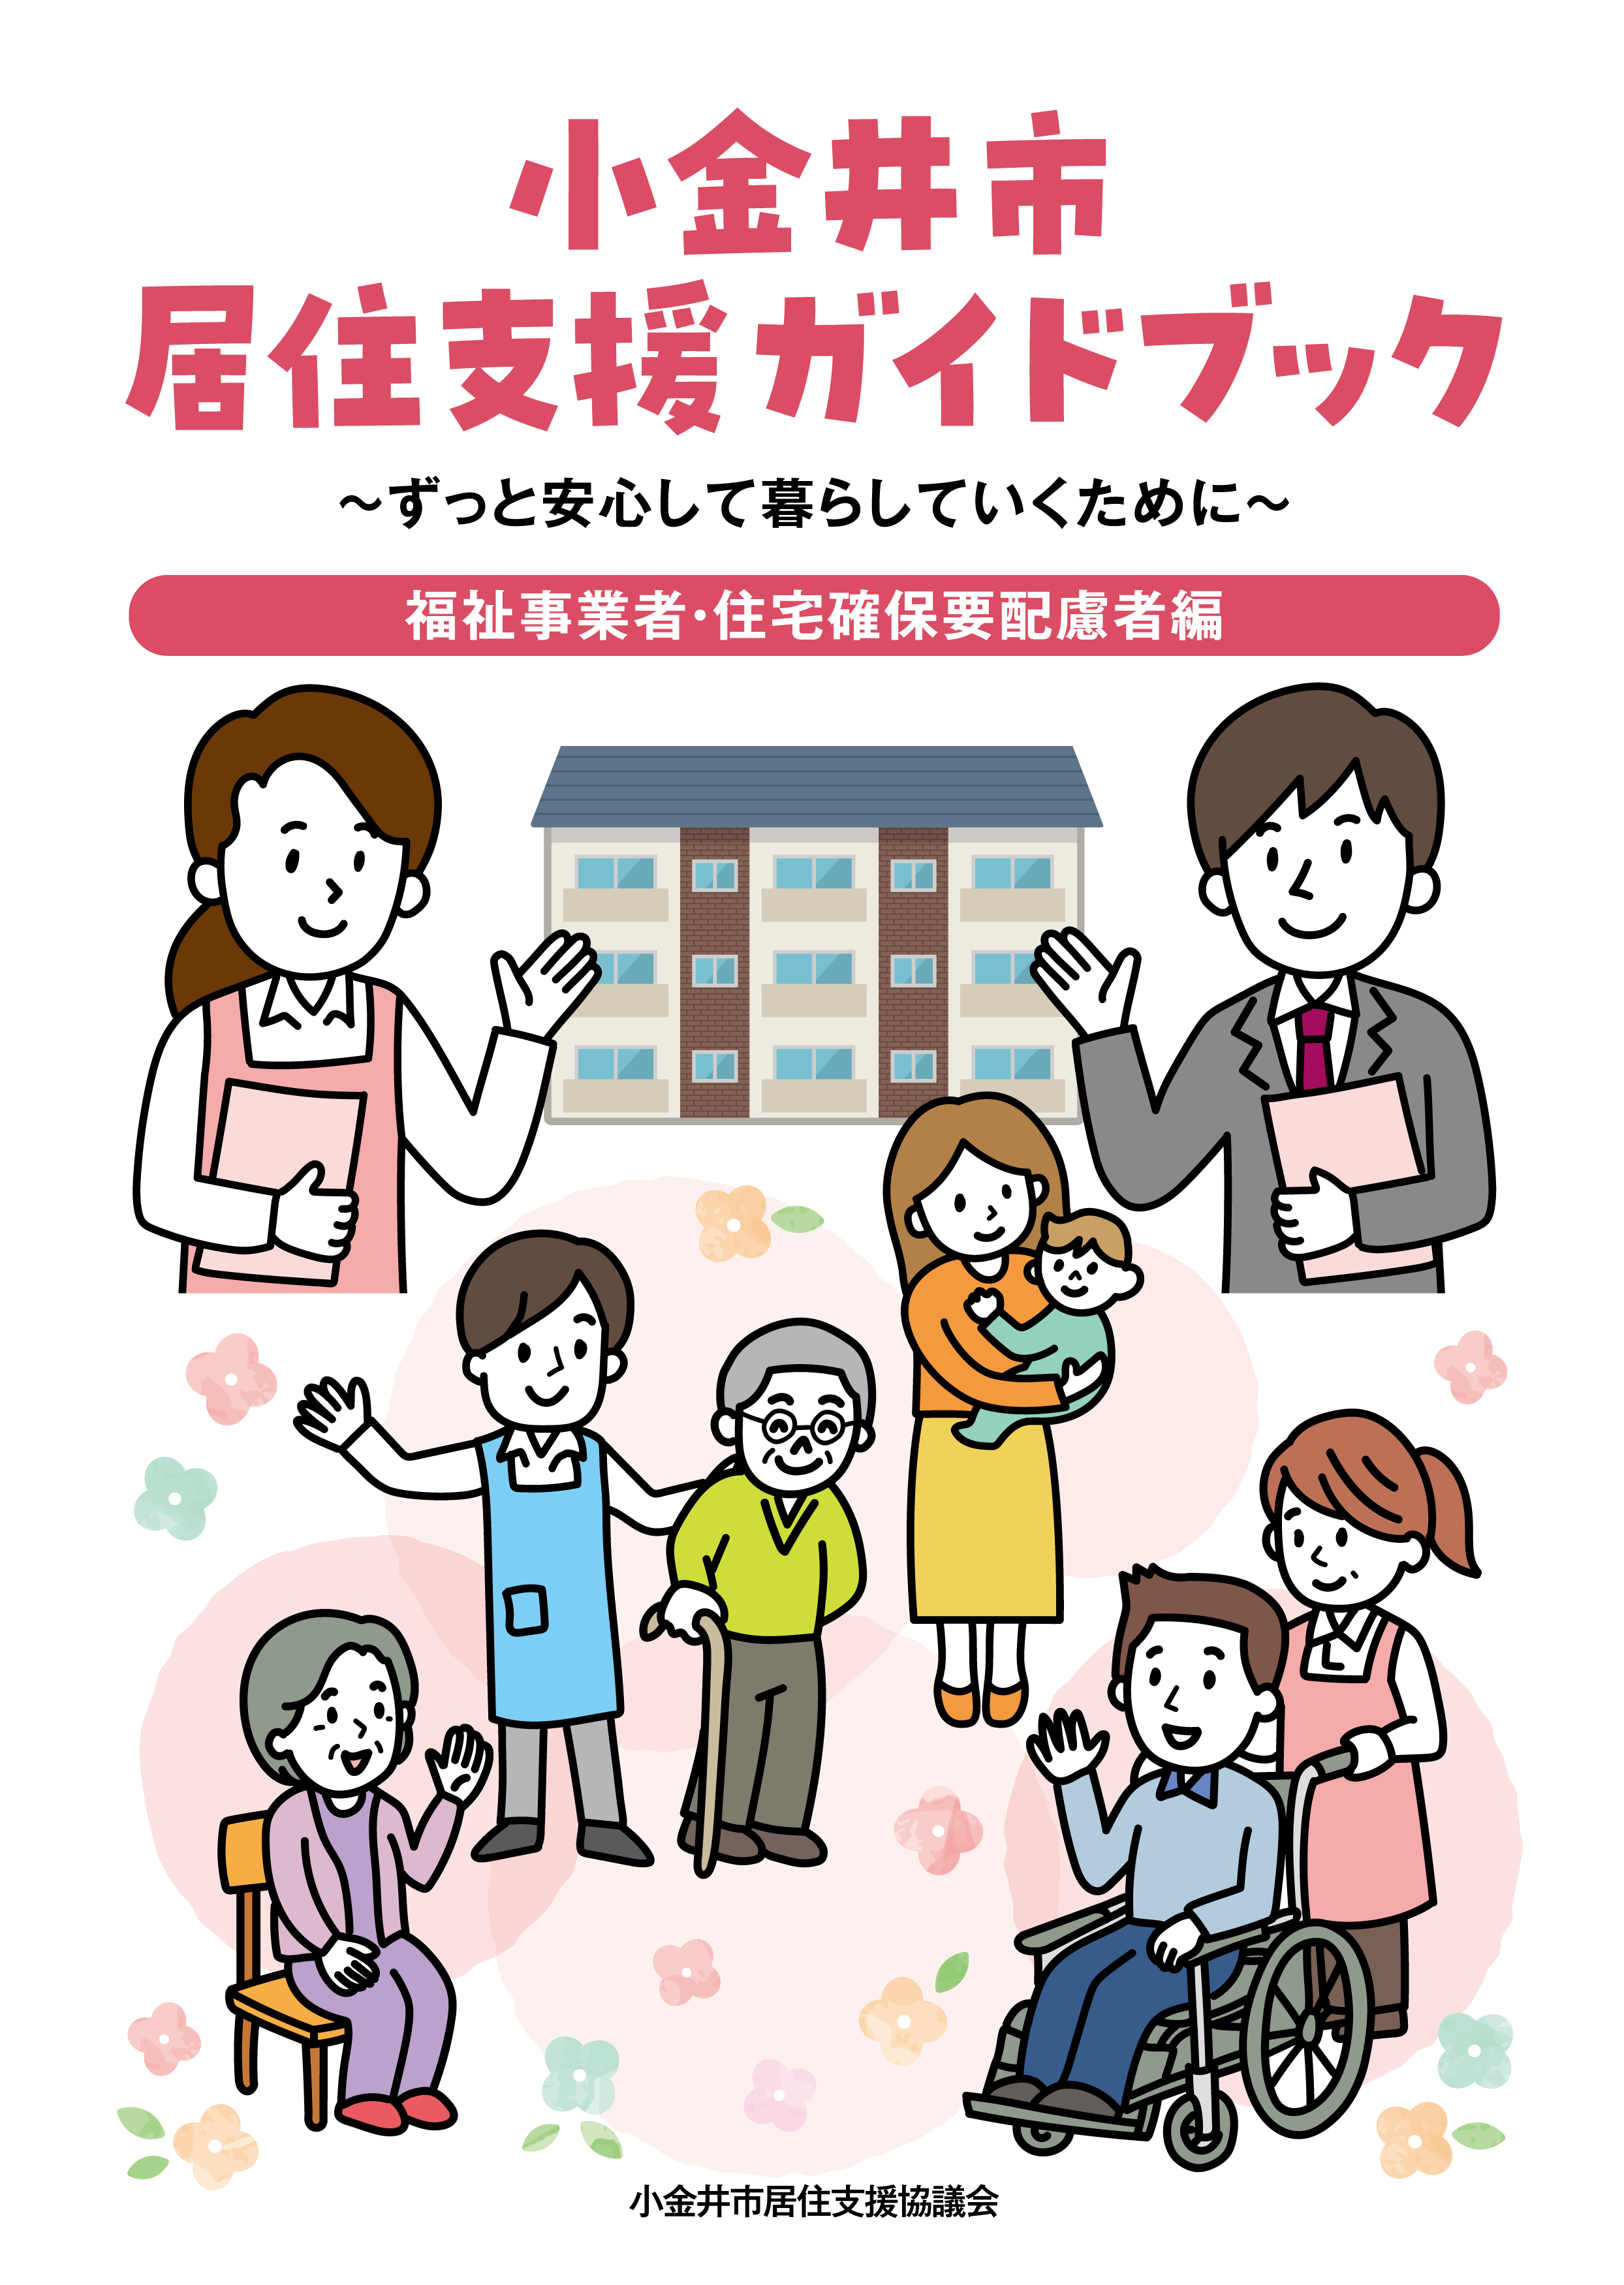 小金井市
居住支援ガイドブック
～ずっと安心して暮らしていくために～
福祉事業者・住宅確保要配慮者編
小金井市居住支援協議会